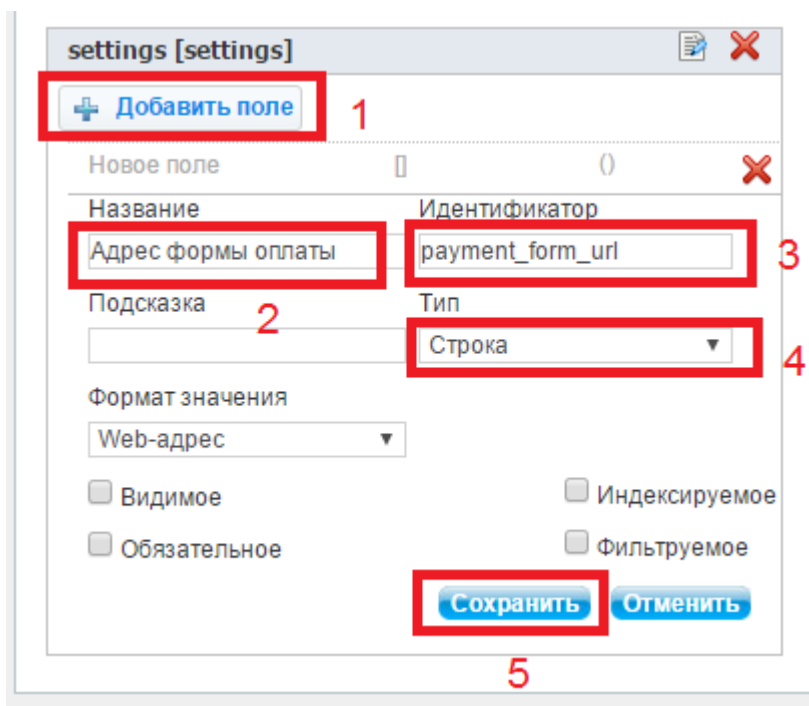 settings [settings]
Добавить поле 1
Новое поле [] ()
Название Идентификатор
Адрес формы оплаты payment_form_url 3
Подсказка 2 Тип
Строка 4
Формат значения
Web-адрес
Видимое Индексируемое
Обязательное Фильтруемое
Сохранить Отменить
5